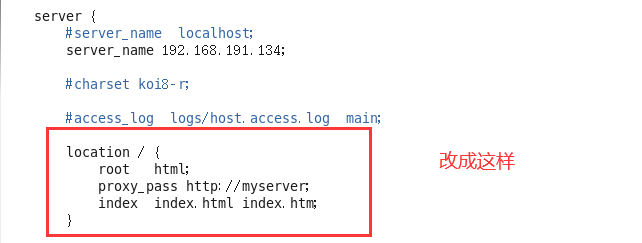 server {
#server_name  localhost;
server_name 192.168.191.134;
#charset koi8-r;
#access_log  logs/host.access.log  main;
location / {
root   html;
proxy_pass http://myserver;
index  index.html index.htm;
}
改成这样